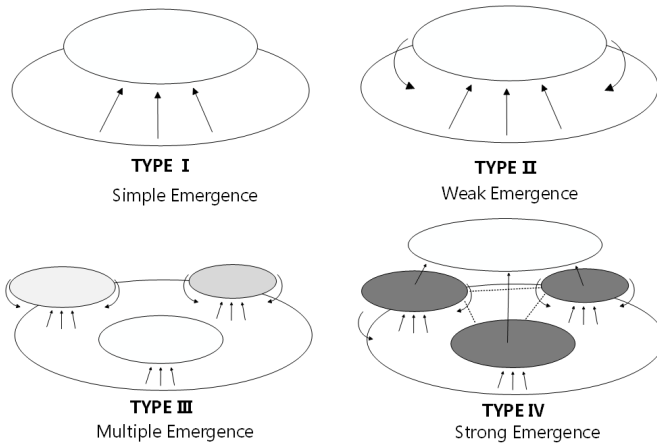 TYPE I
Simple Emergence
TYPE II
Weak Emergence
TYPE III
Multiple Emergence
TYPE IV
Strong Emergence